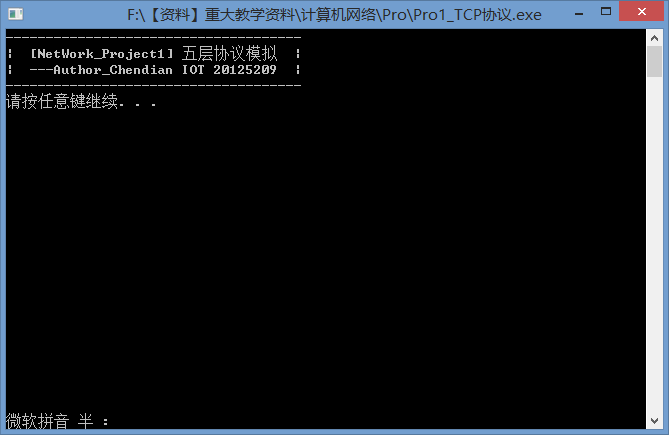 F:\【资料】重大教学资料\计算机网络\Pro\Pro1_TCP协议.exe
-------------------------------------
¦  [NetWork_Project1] 五层协议模拟  ¦
¦  ---Author_Chendian IOT 20125209  ¦
-------------------------------------
请按任意键继续. . .
微软拼音 半 :